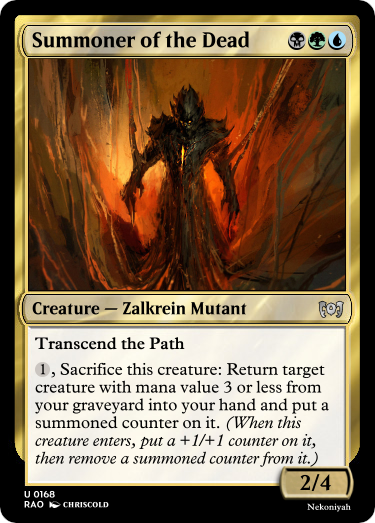 Summoner of the Dead
Creature — Zalkrein Mutant
Transcend the Path
1, Sacrifice this creature: Return target
creature with mana value 3 or less from
your graveyard into your hand and put a
summoned counter on it. (When this
creature enters, put a +1/+1 counter on it,
then remove a summoned counter from it.)
2/4
U 0168
RAO CHRISCOLD
Nekoniyah